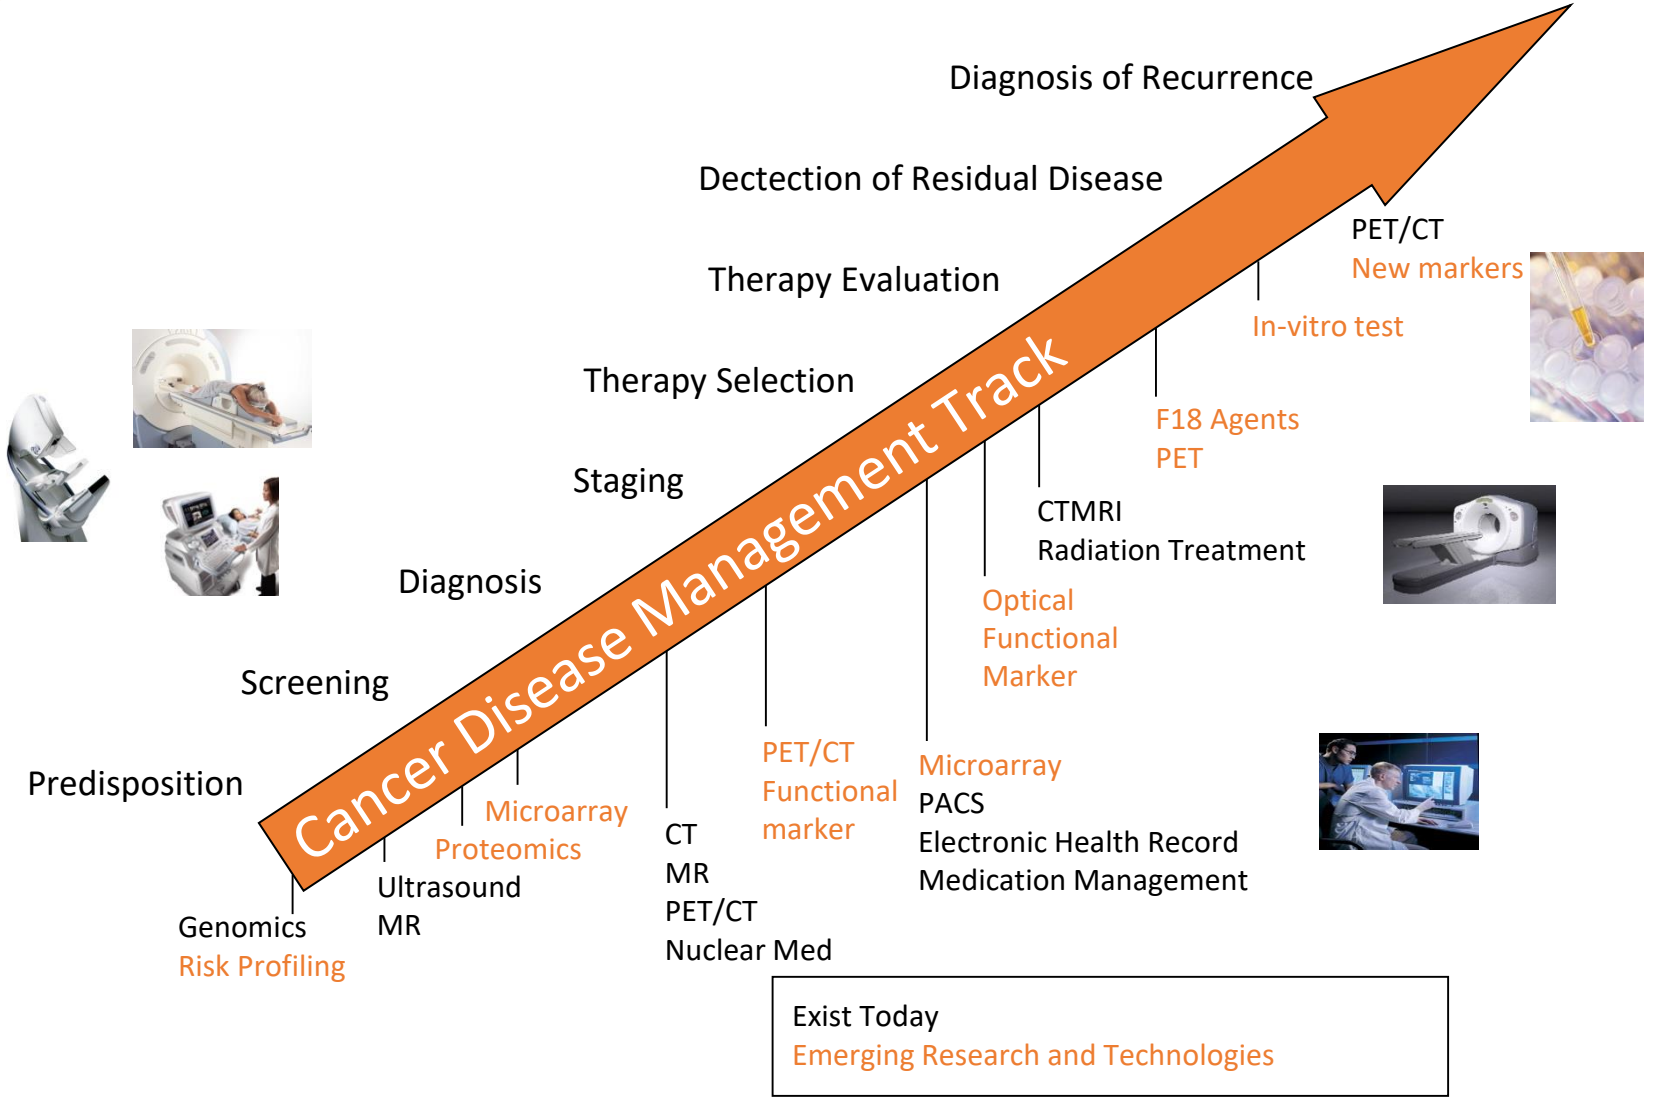 Diagnosis of Recurrence
Dectection of Residual Disease
Therapy Evaluation
Therapy Selection
Staging
Diagnosis
Screening
Predisposition
Cancer Disease Management Track
Genomics
Risk Profiling
Ultrasound
MR
Proteomics
Microarray
CT
MR
PET/CT
Nuclear Med
PET/CT
Functional
marker
Microarray
PACS
Electronic Health Record
Medication Management
Optical
Functional
Marker
CTMRI
Radiation Treatment
F18 Agents
PET
In-vitro test
PET/CT
New markers
Exist Today
Emerging Research and Technologies